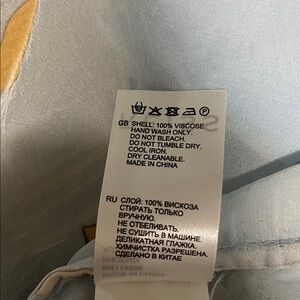 GB SHELL: 100% VISCOSE
HAND WASH ONLY.
DO NOT BLEACH.
DO NOT TUMBLE DRY.
COOL IRON.
DRY CLEANABLE.
MADE IN CHINA
RU СЛОЙ: 100% ВИСКОЗА
СТИРАТЬ ТОЛЬКО
ВРУЧНУЮ.
НЕ ОТБЕЛИВАТЬ.
НЕ СУШИТЬ В МАШИНЕ.
ДЕЛИКАТНАЯ ГЛАЖКА.
ХИМЧИСТКА РАЗРЕШЕНА.
СДЕЛАНО В КИТАЕ